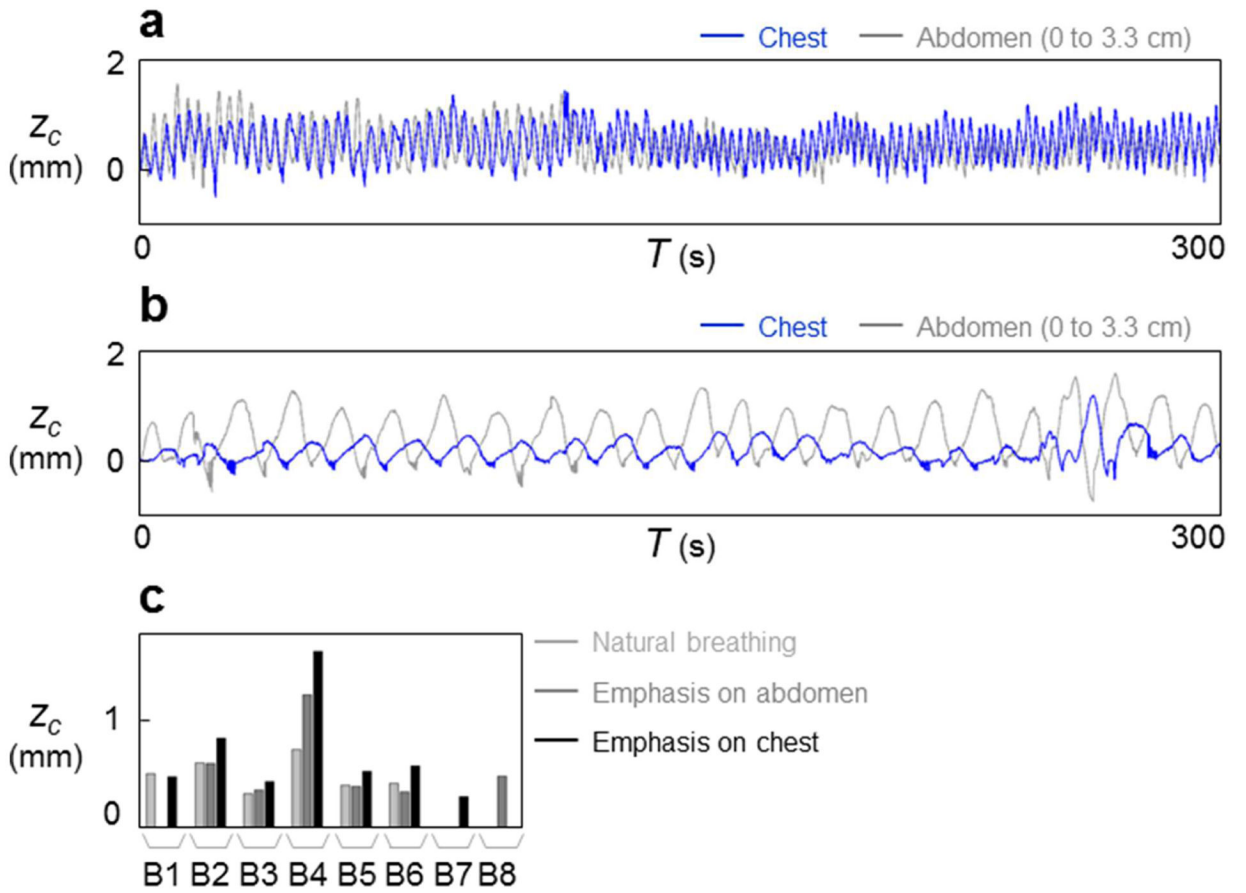 a
Chest Abdomen (0 to 3.3 cm)
2
z_c
(mm)
0
0 T (s) 300
b
Chest Abdomen (0 to 3.3 cm)
2
z_c
(mm)
0
0 T (s) 300
c
Natural breathing
Emphasis on abdomen
z_c
(mm)
1
Emphasis on chest
0
B1 B2 B3 B4 B5 B6 B7 B8